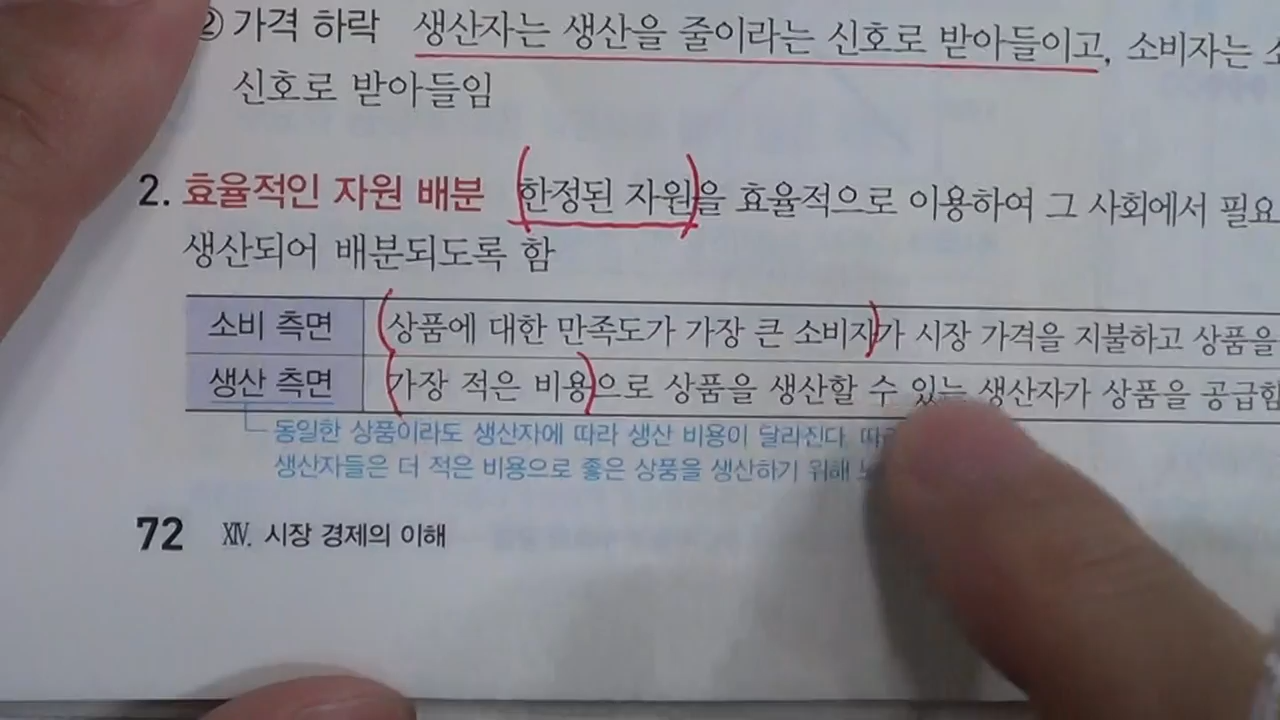 ② 가격 하락 생산자는 생산을 줄이라는 신호로 받아들이고, 소비자는
신호로 받아들임
2. 효율적인 자원 배분 한정된 자원을 효율적으로 이용하여 그 사회에서 필요
생산되어 배분되도록 함
소비 측면 상품에 대한 만족도가 가장 큰 소비자가 시장 가격을 지불하고 상품을
생산 측면 가장 적은 비용으로 상품을 생산할 수 있는 생산자가 상품을 공급함
동일한 상품이라도 생산자에 따라 생산 비용이 달라진다.
생산자들은 더 적은 비용으로 좋은 상품을 생산하기 위해
72 XIV. 시장 경제의 이해